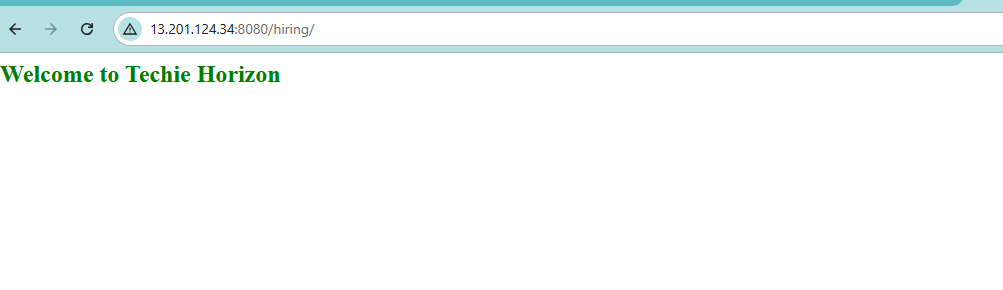 13.201.124.34:8080/hiring/
Welcome to Techie Horizon